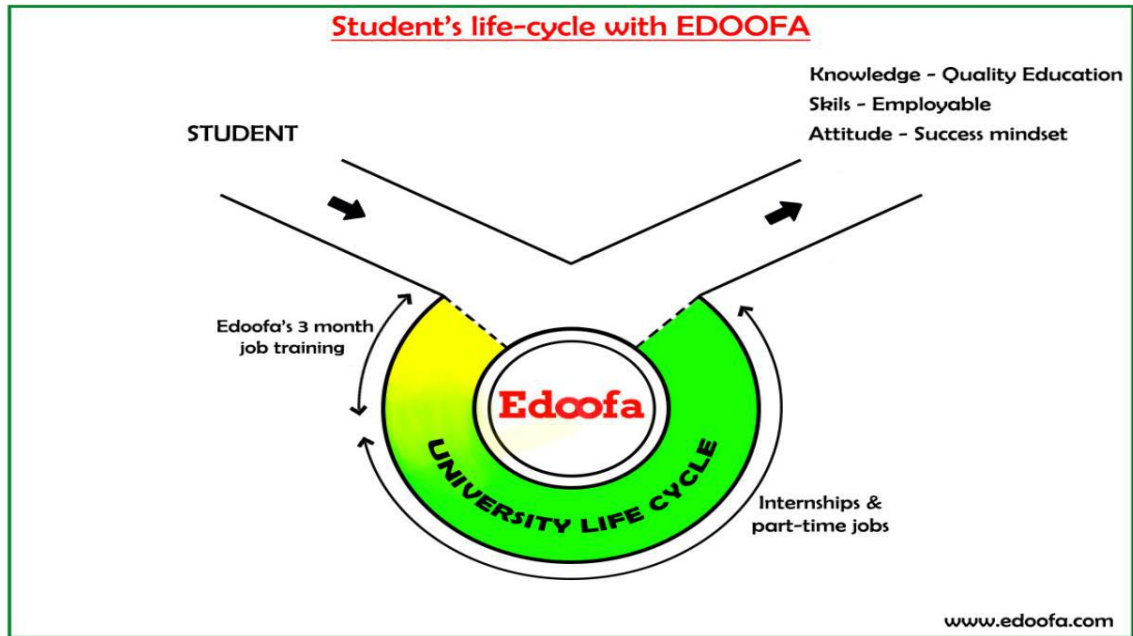 Student's life-cycle with EDOOFA
Knowledge - Quality Education
Skils - Employable
Attitude - Success mindset
STUDENT
Edoofa's 3 month
job training
Edoofa
UNIVERSITY LIFE CYCLE
Internships &
part-time jobs
www.edoofa.com